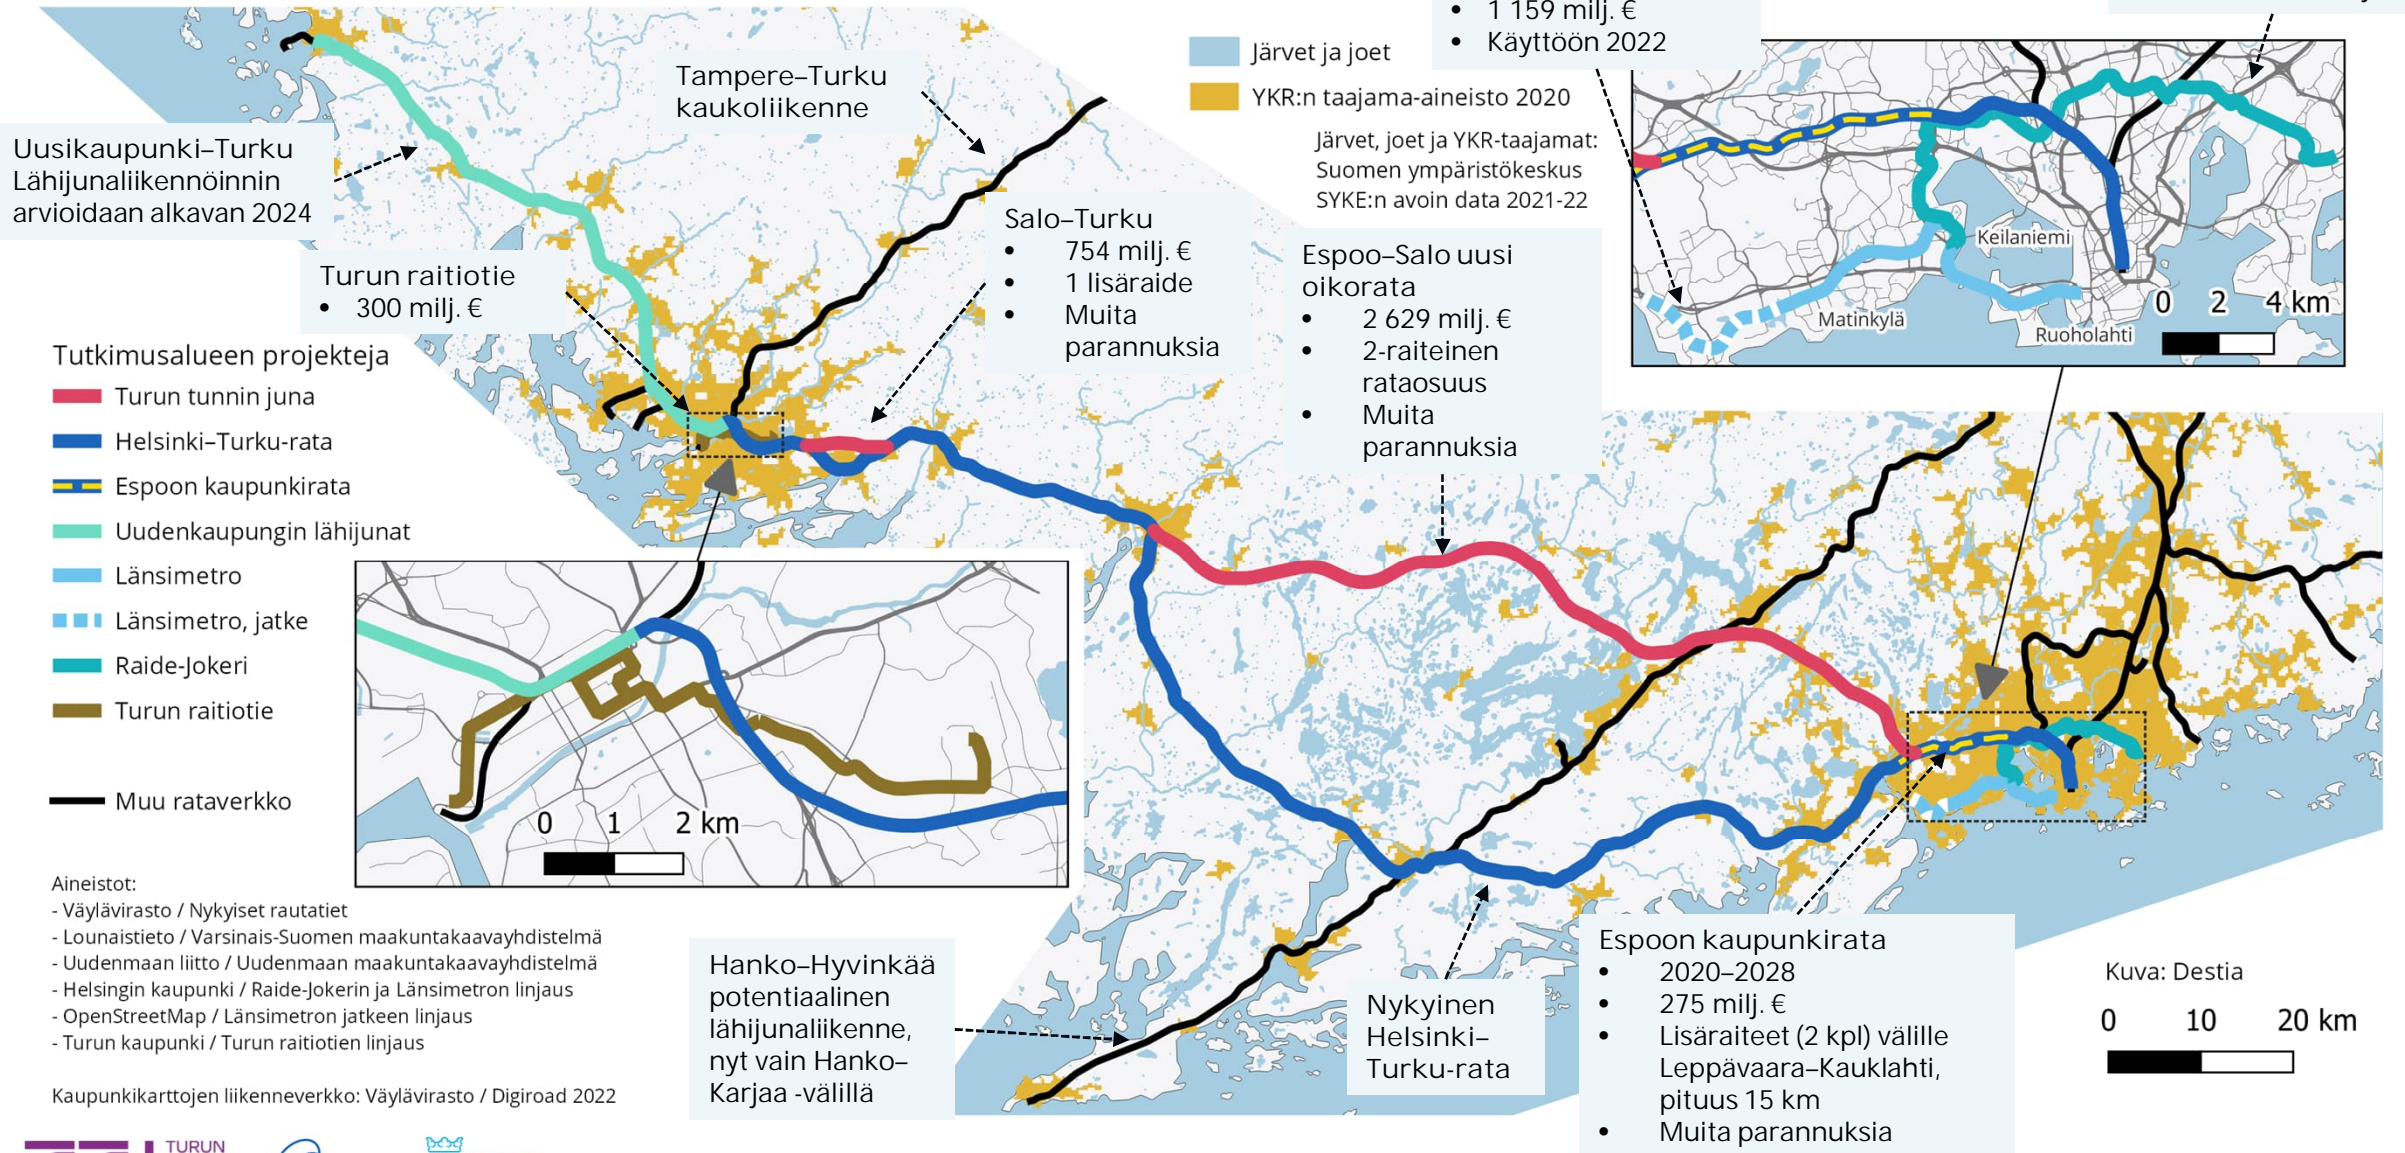 1 159 milj. €
Käyttöön 2022
Järvet ja joet
YKR:n taajama-aineisto 2020
Järvet, joet ja YKR-taajamat:
Suomen ympäristökeskus
SYKE:n avoin data 2021-22
Tampere–Turku
kaukoliikenne
Uusikaupunki–Turku
Lähijunaliikennöinnin
arvioidaan alkavan 2024
Salo–Turku
• 754 milj. €
• 1 lisäraide
• Muita
parannuksia
Turun raitiotie
• 300 milj. €
Espoo–Salo uusi
oikorata
• 2 629 milj. €
• 2-raiteinen
rataosuus
• Muita
parannuksia
Keilaniemi
Matinkylä
Ruoholahti
0 2 4 km
Tutkimusalueen projekteja
Turun tunnin juna
Helsinki–Turku-rata
Espoon kaupunkirata
Uudenkaupungin lähijunat
Länsimetro
Länsimetro, jatke
Raide-Jokeri
Turun raitiotie
Muu rataverkko
0 1 2 km
Aineistot:
- Väylävirasto / Nykyiset rautatiet
- Lounaistieto / Varsinais-Suomen maakuntakaavayhdistelmä
- Uudenmaan liitto / Uudenmaan maakuntakaavayhdistelmä
- Helsingin kaupunki / Raide-Jokerin ja Länsimetron linjaus
- OpenStreetMap / Länsimetron jatkeen linjaus
- Turun kaupunki / Turun raitiotien linjaus
Kaupunkikarttojen liikenneverkko: Väylävirasto / Digiroad 2022
Hanko–Hyvinkää
potentiaalinen
lähijunaliikenne,
nyt vain Hanko–
Karjaa -välillä
Nykyinen
Helsinki–
Turku-rata
Espoon kaupunkirata
• 2020–2028
• 275 milj. €
• Lisäraiteet (2 kpl) välille
Leppävaara–Kauklahti,
pituus 15 km
• Muita parannuksia
Kuva: Destia
0 10 20 km
TURUN